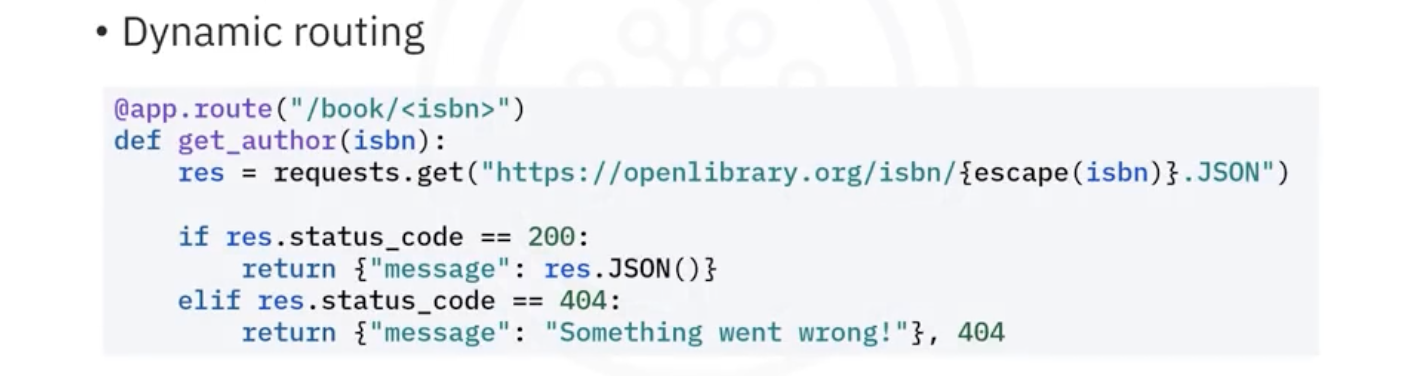 • Dynamic routing
@app.route("/book/<isbn>")
def get_author(isbn):
    res = requests.get("https://openlibrary.org/isbn/{escape(isbn)}.JSON")
    if res.status_code == 200:
        return {"message": res.JSON()}
    elif res.status_code == 404:
        return {"message": "Something went wrong!"}, 404